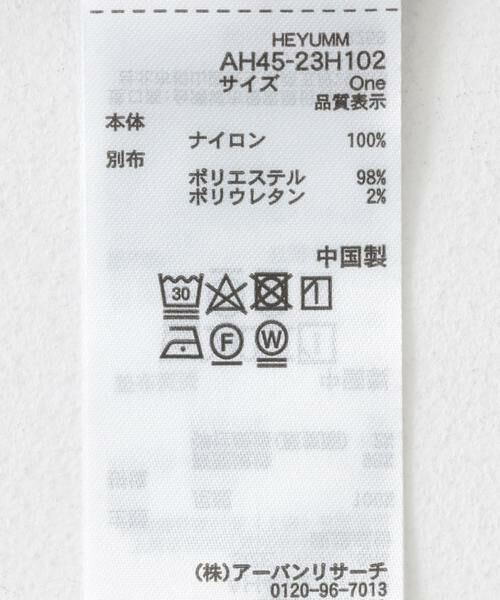 HEYUMM
AH45-23H102
サイズ One
品質表示
本体
ナイロン 100%
別布
ポリエステル 98%
ポリウレタン 2%
中国製
30
F W
(株)アーバンリサーチ
0120-96-7013